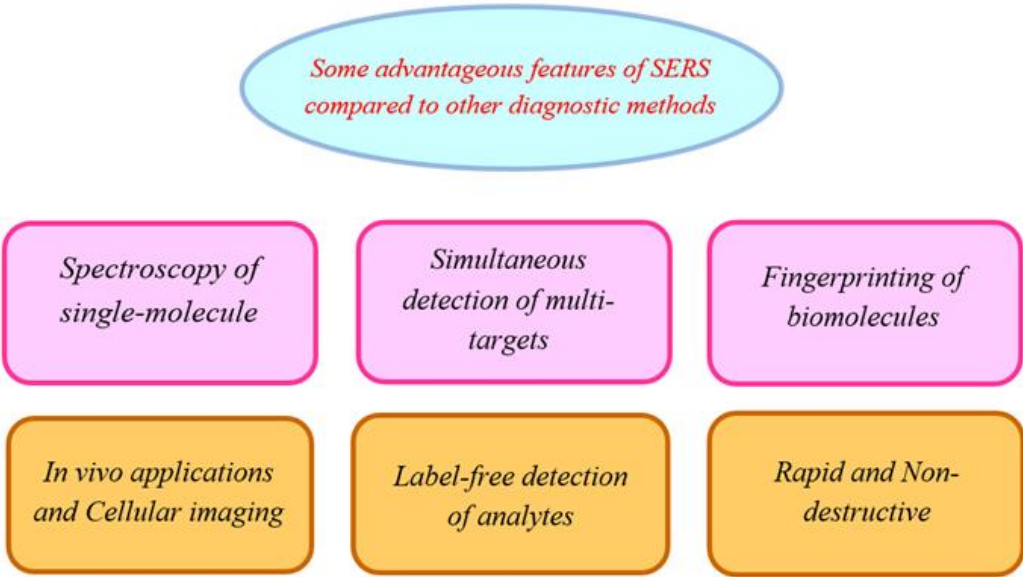 Some advantageous features of SERS
compared to other diagnostic methods
Spectroscopy of
single-molecule
Simultaneous
detection of multi-
targets
Fingerprinting of
biomolecules
In vivo applications
and Cellular imaging
Label-free detection
of analytes
Rapid and Non-
destructive